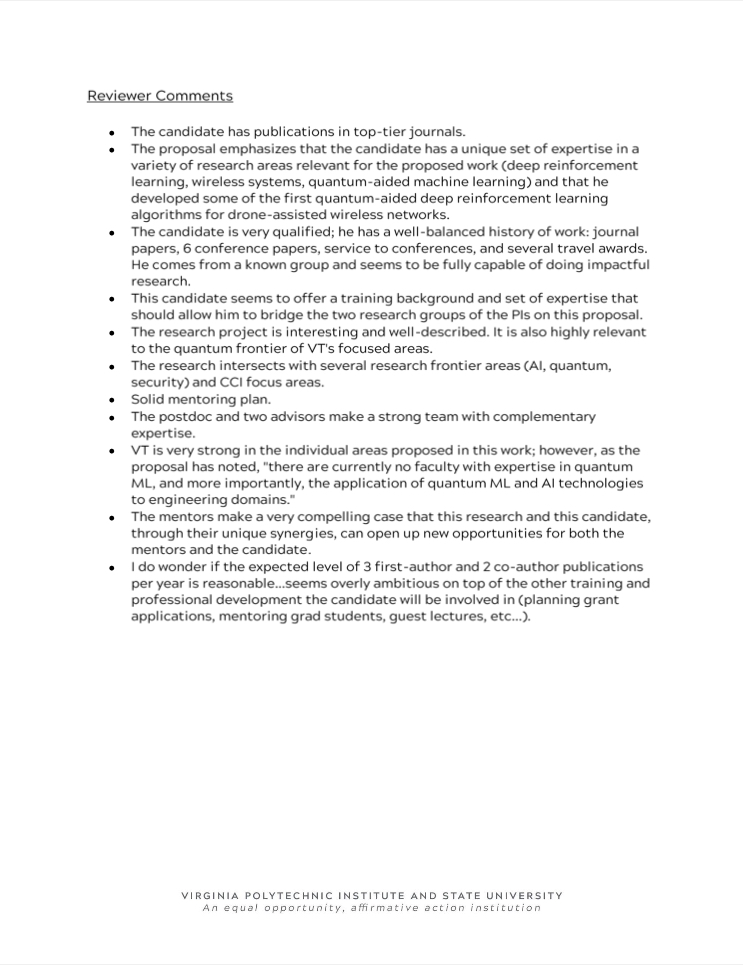 Reviewer Comments
• The candidate has publications in top-tier journals.
• The proposal emphasizes that the candidate has a unique set of expertise in a
variety of research areas relevant for the proposed work (deep reinforcement
learning, wireless systems, quantum-aided machine learning) and that he
developed some of the first quantum-aided deep reinforcement learning
algorithms for drone-assisted wireless networks.
• The candidate is very qualified; he has a well-balanced history of work: journal
papers, 6 conference papers, service to conferences, and several travel awards.
He comes from a known group and seems to be fully capable of doing impactful
research.
• This candidate seems to offer a training background and set of expertise that
should allow him to bridge the two research groups of the PIs on this proposal.
• The research project is interesting and well-described. It is also highly relevant
to the quantum frontier of VT's focused areas.
• The research intersects with several research frontier areas (AI, quantum,
security) and CCI focus areas.
• Solid mentoring plan.
• The postdoc and two advisors make a strong team with complementary
expertise.
• VT is very strong in the individual areas proposed in this work; however, as the
proposal has noted, "there are currently no faculty with expertise in quantum
ML, and more importantly, the application of quantum ML and AI technologies
to engineering domains."
• The mentors make a very compelling case that this research and this candidate,
through their unique synergies, can open up new opportunities for both the
mentors and the candidate.
• I do wonder if the expected level of 3 first-author and 2 co-author publications
per year is reasonable...seems overly ambitious on top of the other training and
professional development the candidate will be involved in (planning grant
applications, mentoring grad students, guest lectures, etc...).
VIRGINIA POLYTECHNIC INSTITUTE AND STATE UNIVERSITY
An equal opportunity, affirmative action institution